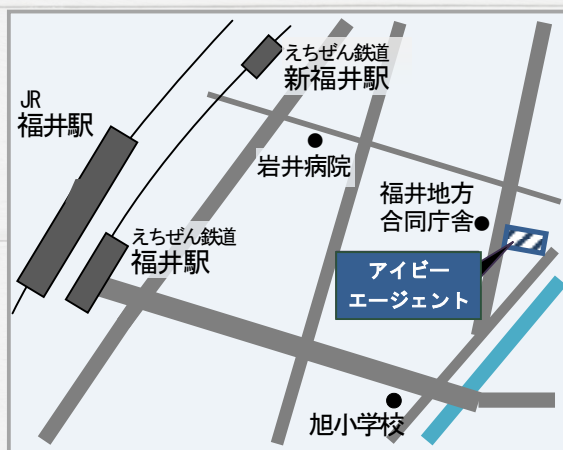 えちぜん鉄道
新福井駅
JR
福井駅
岩井病院
福井地方
合同庁舎
えちぜん鉄道
福井駅
アイビー
エージェント
旭小学校